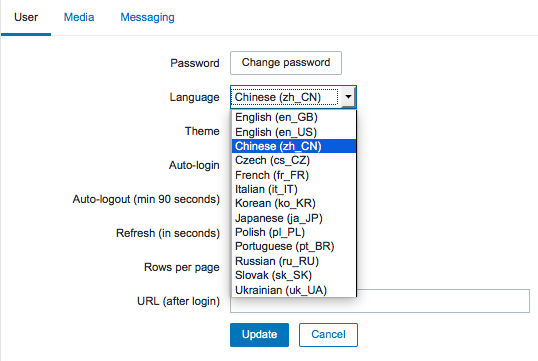 User Media Messaging
Password Change password
Language Chinese (zh_CN)
English (en_GB)
Theme English (en_US)
Chinese (zh_CN)
Auto-login Czech (cs_CZ)
French (fr_FR)
Italian (it_IT)
Auto-logout (min 90 seconds) Korean (ko_KR)
Japanese (ja_JP)
Refresh (in seconds) Polish (pl_PL)
Portuguese (pt_BR)
Rows per page Russian (ru_RU)
Slovak (sk_SK)
Ukrainian (uk_UA)
URL (after login)
Update Cancel